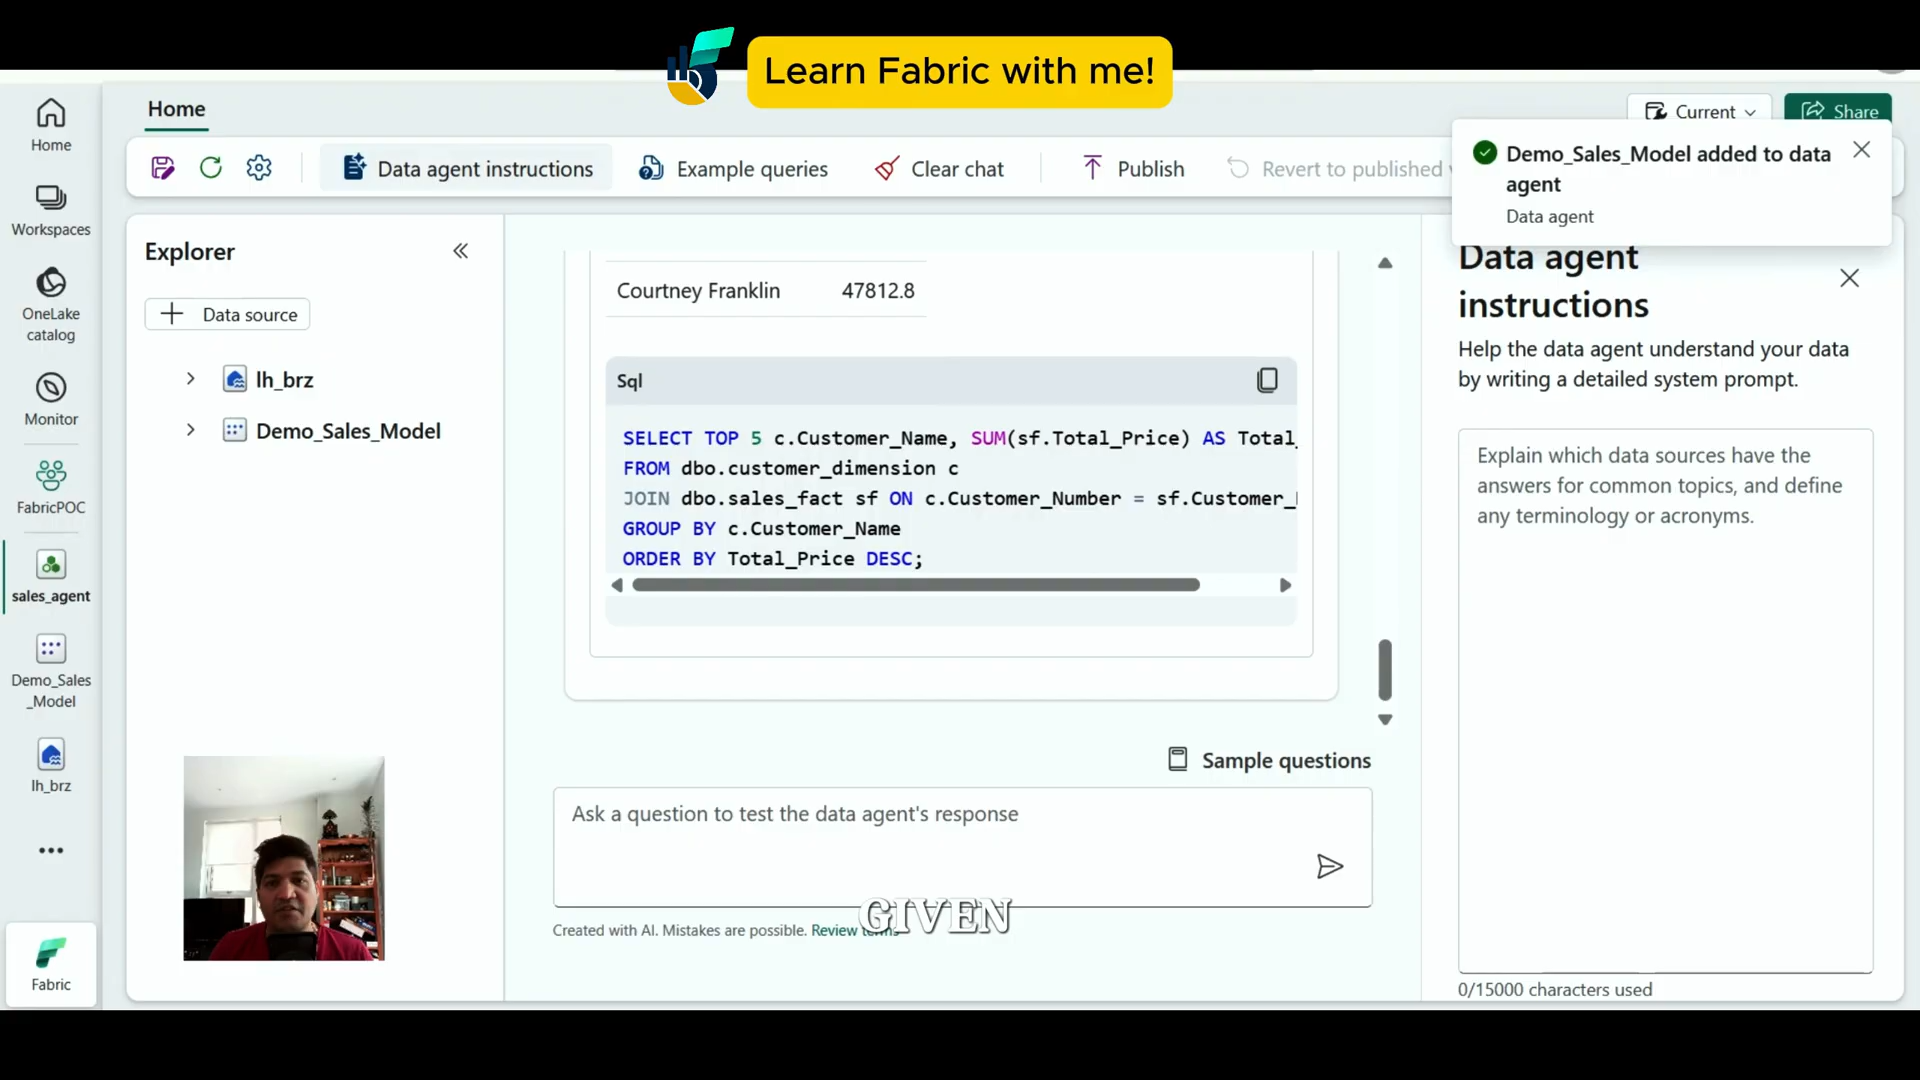 Learn Fabric with me!
Home
Current
Share
Home
Data agent instructions
Example queries
Clear chat
Publish
Revert to published
Demo_Sales_Model added to data
agent
Data agent
Workspaces
OneLake
catalog
Monitor
FabricPOC
sales_agent
Demo_Sales
_Model
lh_brz
Fabric
Explorer
Data source
lh_brz
Demo_Sales_Model
Courtney Franklin 47812.8
Sql
SELECT TOP 5 c.Customer_Name, SUM(sf.Total_Price) AS Total_
FROM dbo.customer_dimension c
JOIN dbo.sales_fact sf ON c.Customer_Number = sf.Customer_
GROUP BY c.Customer_Name
ORDER BY Total_Price DESC;
Sample questions
Ask a question to test the data agent's response
GIVEN
Created with AI. Mistakes are possible. Review terms
Data agent
instructions
Help the data agent understand your data
by writing a detailed system prompt.
Explain which data sources have the
answers for common topics, and define
any terminology or acronyms.
0/15000 characters used